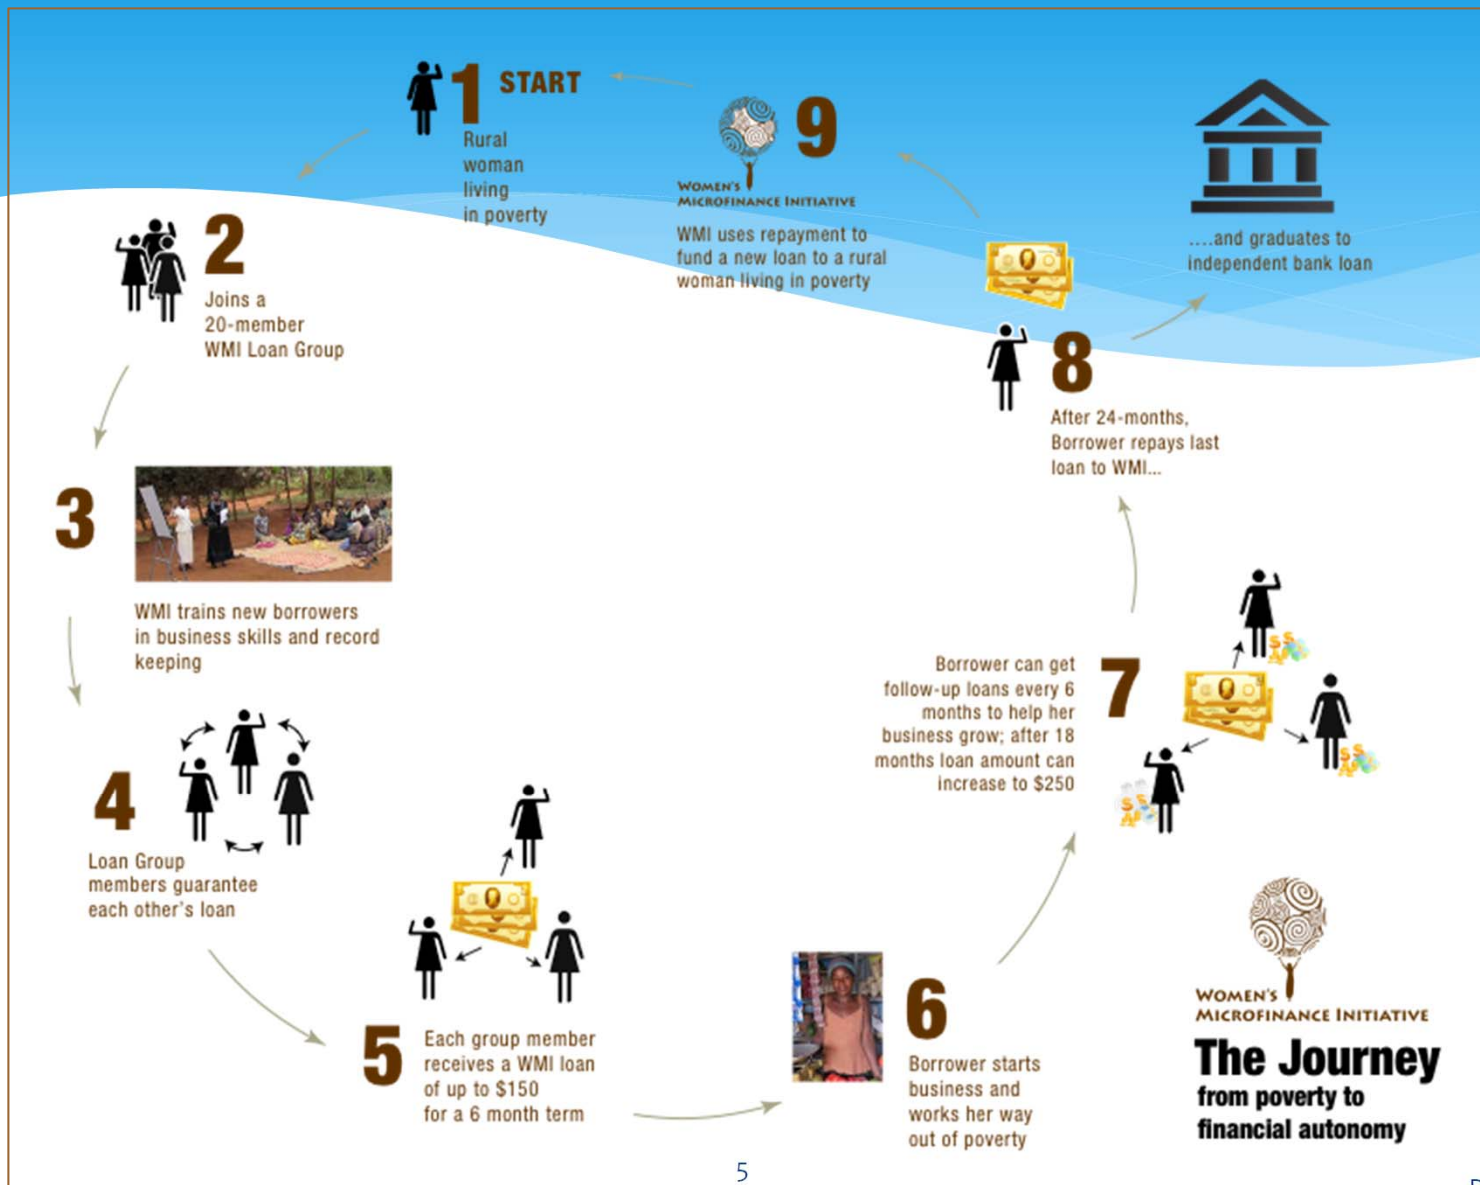 1 START
Rural
woman
living
in poverty
2
Joins a
20-member
WMI Loan Group
3
WMI trains new borrowers
in business skills and record
keeping
4
Loan Group
members guarantee
each other's loan
5
Each group member
receives a WMI loan
of up to $150
for a 6 month term
6
Borrower starts
business and
works her way
out of poverty
7
Borrower can get
follow-up loans every 6
months to help her
business grow; after 18
months loan amount can
increase to $250
8
After 24-months,
Borrower repays last
loan to WMI...
....and graduates to
independent bank loan
9
WOMEN'S
MICROFINANCE INITIATIVE
WMI uses repayment to
fund a new loan to a rural
woman living in poverty
WOMEN'S
MICROFINANCE INITIATIVE
The Journey
from poverty to
financial autonomy
5